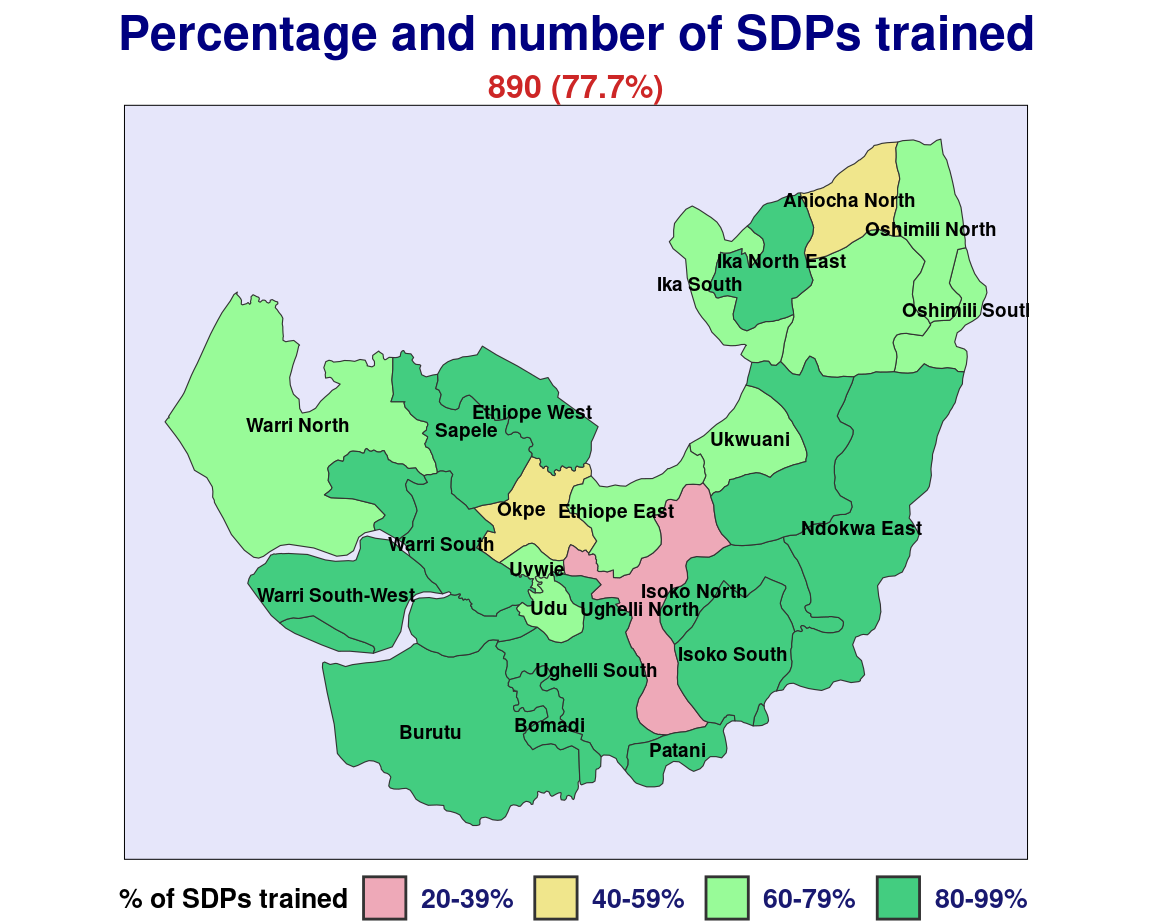 Percentage and number of SDPs trained
890 (77.7%)
Aniocha North
Oshimili North
Ika North East
Ika South
Oshimili South
Ethiope West
Warri North
Sapele
Ukwuani
Okpe
Ethiope East
Ndokwa East
Warri South
Uvwie
Isoko North
Warri South-West
Udu
Ughelli North
Isoko South
Ughelli South
Bomadi
Burutu
Patani
% of SDPs trained 20-39% 40-59% 60-79% 80-99%